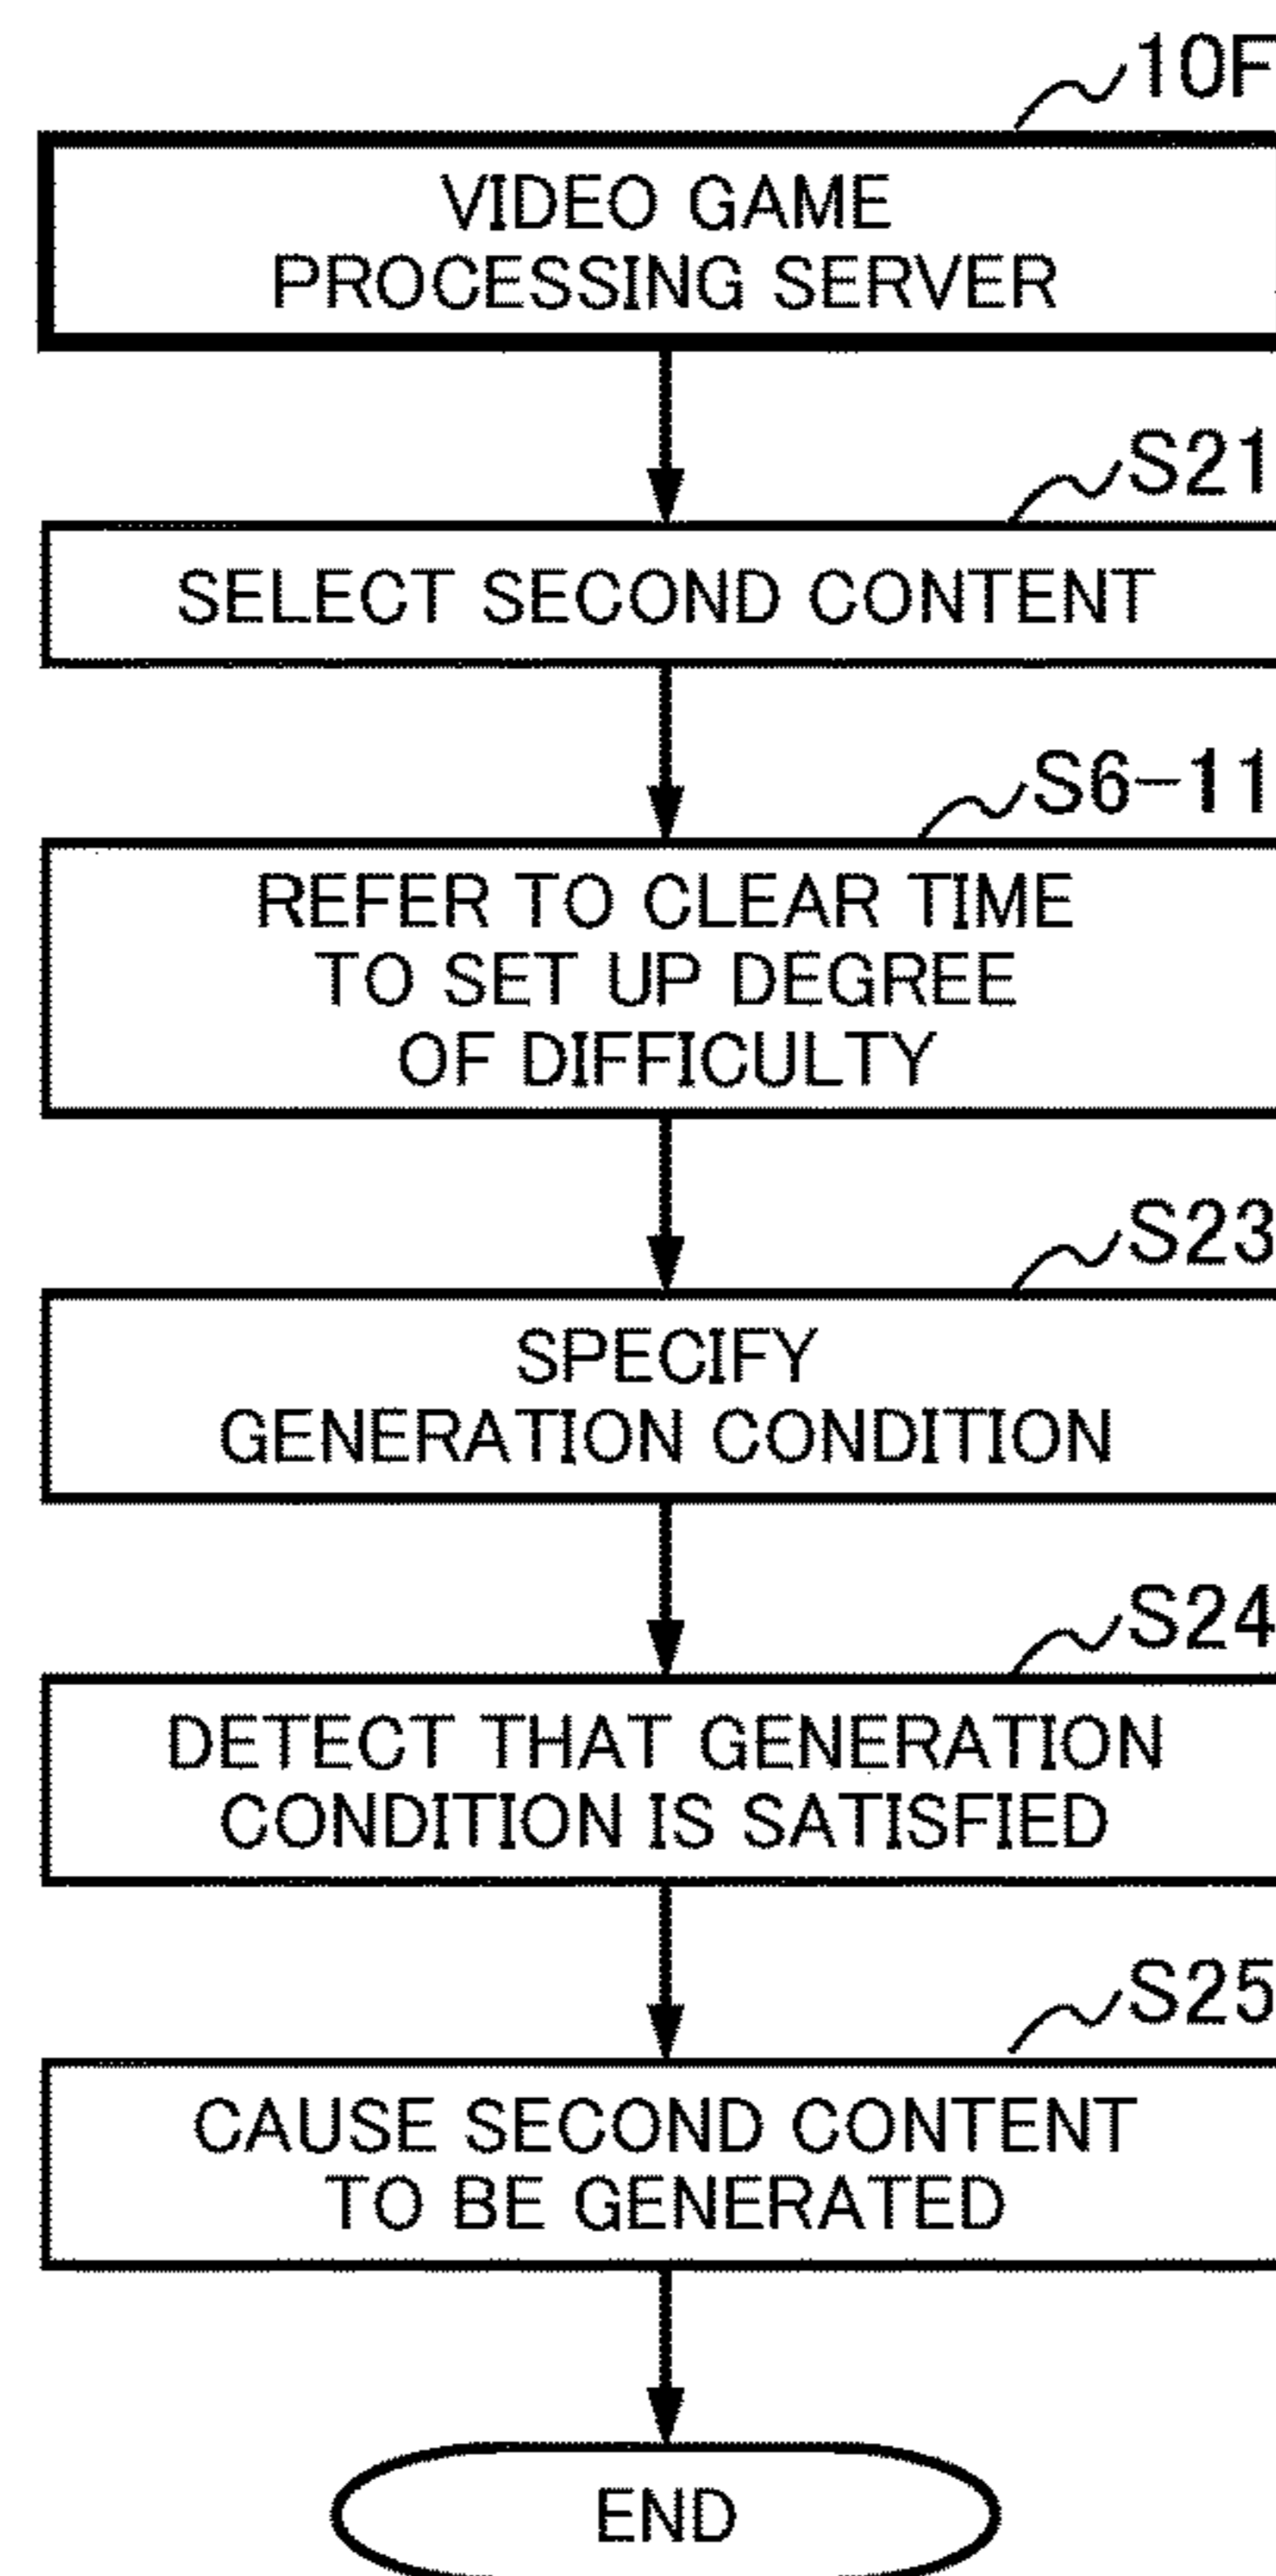 10F
VIDEO GAME
PROCESSING SERVER
S21
SELECT SECOND CONTENT
S6-11
REFER TO CLEAR TIME
TO SET UP DEGREE
OF DIFFICULTY
S23
SPECIFY
GENERATION CONDITION
S24
DETECT THAT GENERATION
CONDITION IS SATISFIED
S25
CAUSE SECOND CONTENT
TO BE GENERATED
END